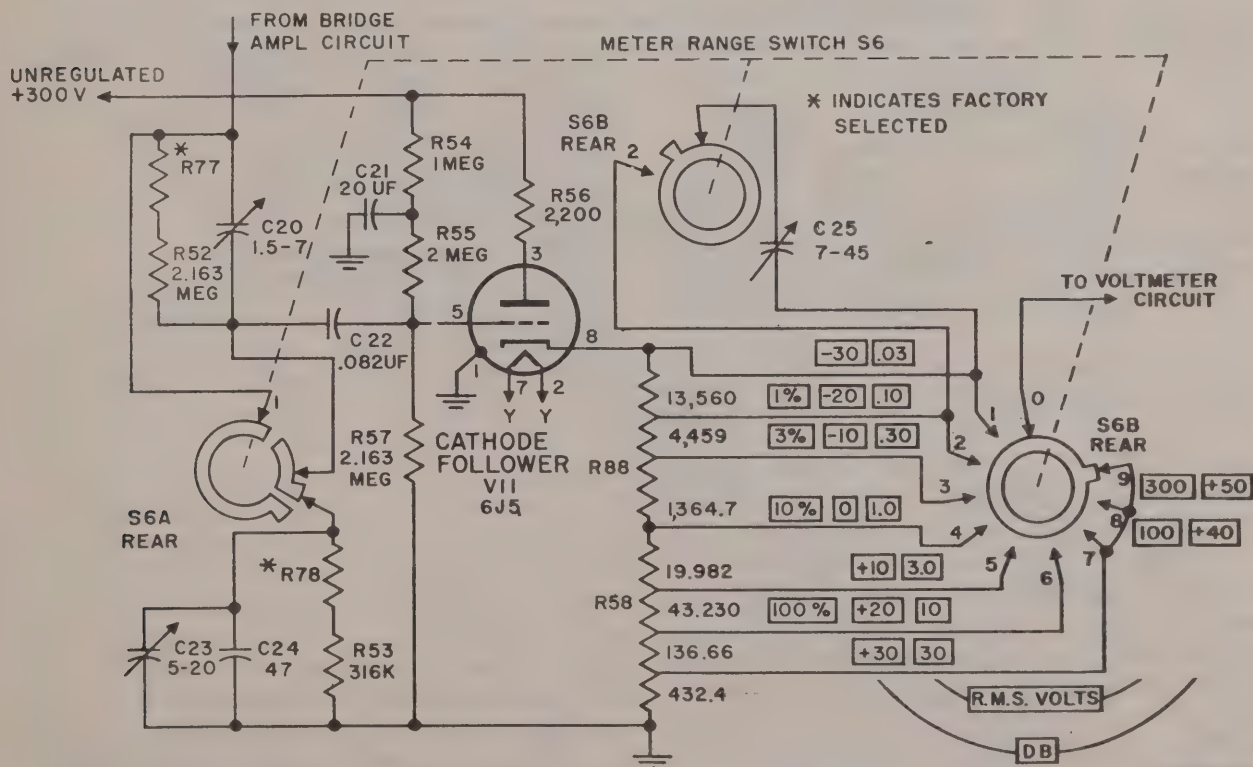 FROM BRIDGE
AMPL CIRCUIT
METER RANGE SWITCH S6
UNREGULATED
+300V
* INDICATES FACTORY
SELECTED
S6B
REAR
2
*
R77
R54
1 MEG
C21
20 UF
R56
2,200
C20
1.5-7
R52
2.163
MEG
R55
2 MEG
C25
7-45
3
TO VOLTMETER
CIRCUIT
5
C22
.082UF
8
-30 .03
1
7
2
Y
Y
0
1
13,560
1% -20 .10
1
S6B
REAR
2
R57
2.163
MEG
CATHODE
FOLLOWER
V11
6J5
4,459
3% -10 .30
R88
3
9
300 +50
S6A
REAR
1,364.7
10% 0 1.0
4
8
100 +40
7
* R78
19.982
+10 3.0
5
6
R58
43.230
100% +20 10
C23
5-20
C24
47
R53
316K
136.66
+30 30
432.4
R.M.S. VOLTS
DB